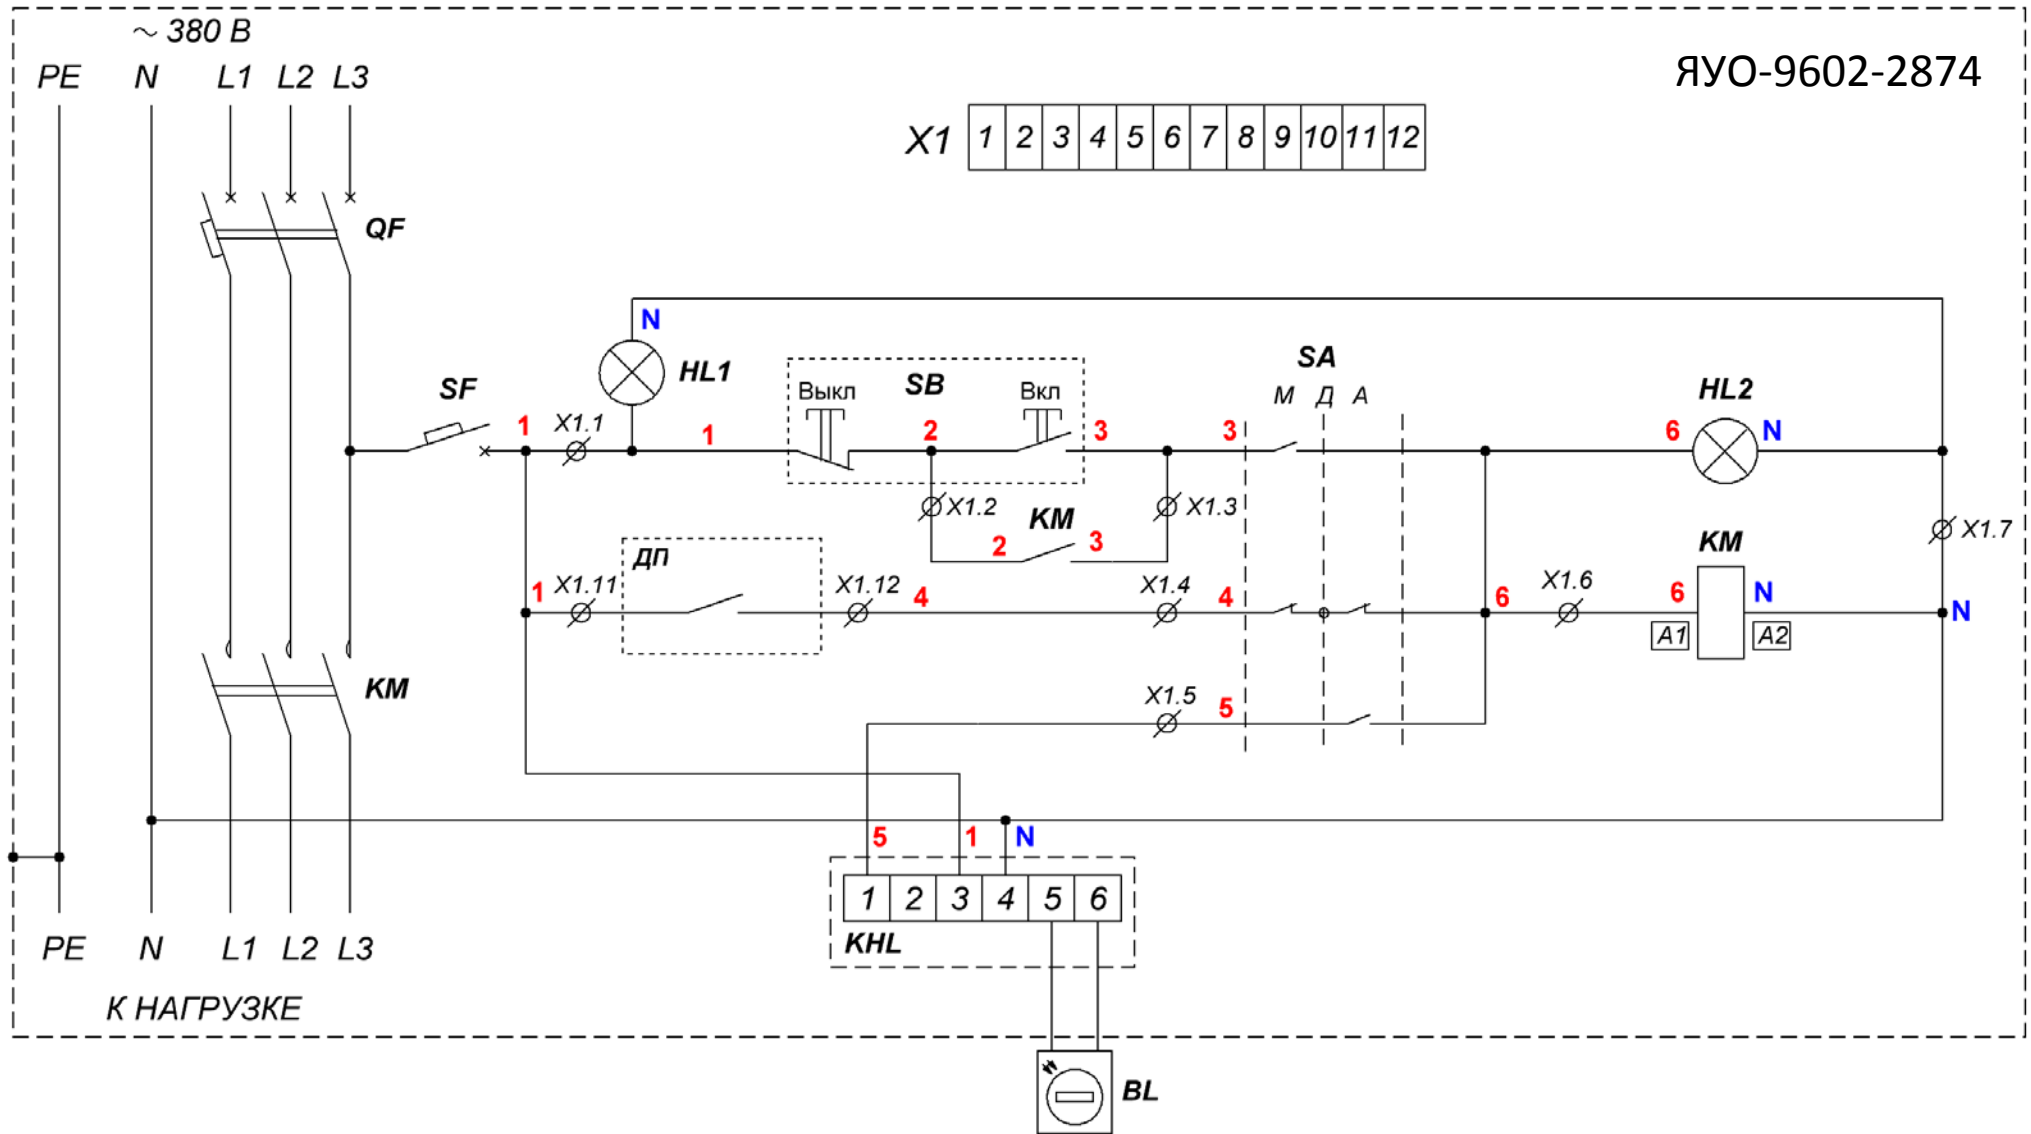 ~ 380 В
PE N L1 L2 L3
ЯУО-9602-2874
X1 1 2 3 4 5 6 7 8 9 10 11 12
QF
N
HL1
SF
1
X1.1
1
Выкл
SB
Вкл
2
3
SA
М Д А
3
HL2
6
N
X1.2
KM
X1.3
2
3
X1.7
ДП
1
X1.11
X1.12
4
X1.4
4
6
X1.6
KM
6
N
N
A1
A2
KM
X1.5
5
5
1
N
1 2 3 4 5 6
KHL
PE N L1 L2 L3
К НАГРУЗКЕ
BL